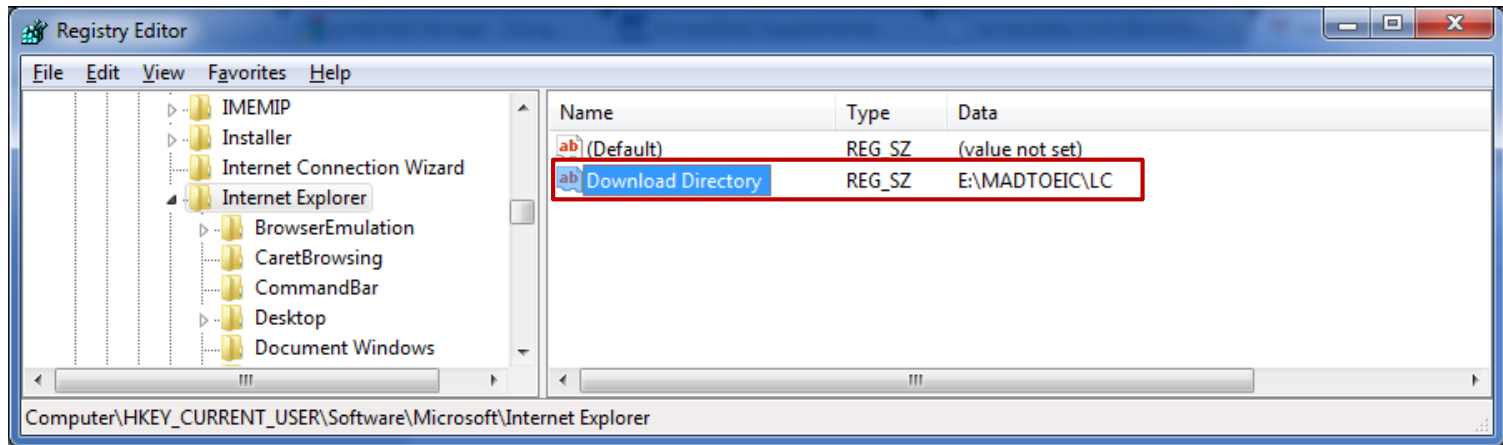 Registry Editor
File Edit View Favorites Help
IMEMIP
Installer
Internet Connection Wizard
Internet Explorer
BrowserEmulation
CaretBrowsing
CommandBar
Desktop
Document Windows
Name Type Data
ab (Default) REG_SZ (value not set)
ab Download Directory REG_SZ E:\MADTOEIC\LC
Computer\HKEY_CURRENT_USER\Software\Microsoft\Internet Explorer